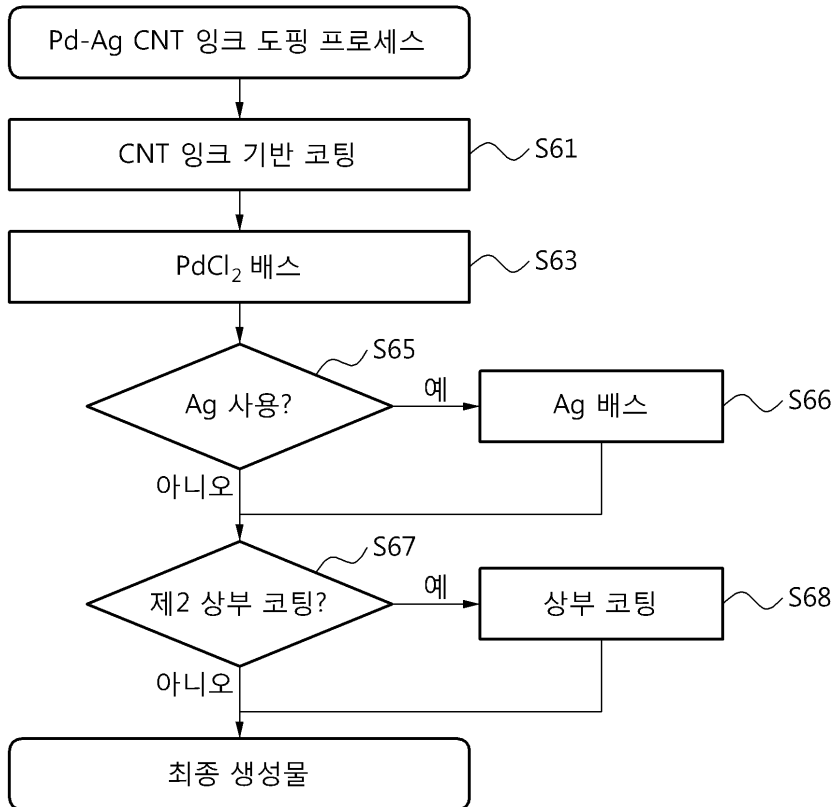 Pd-Ag CNT 잉크 도핑 프로세스
CNT 잉크 기반 코팅
S61
PdCl₂ 배스
S63
S65
Ag 사용?
예
Ag 배스
S66
아니오
S67
제2 상부 코팅?
예
상부 코팅
S68
아니오
최종 생성물